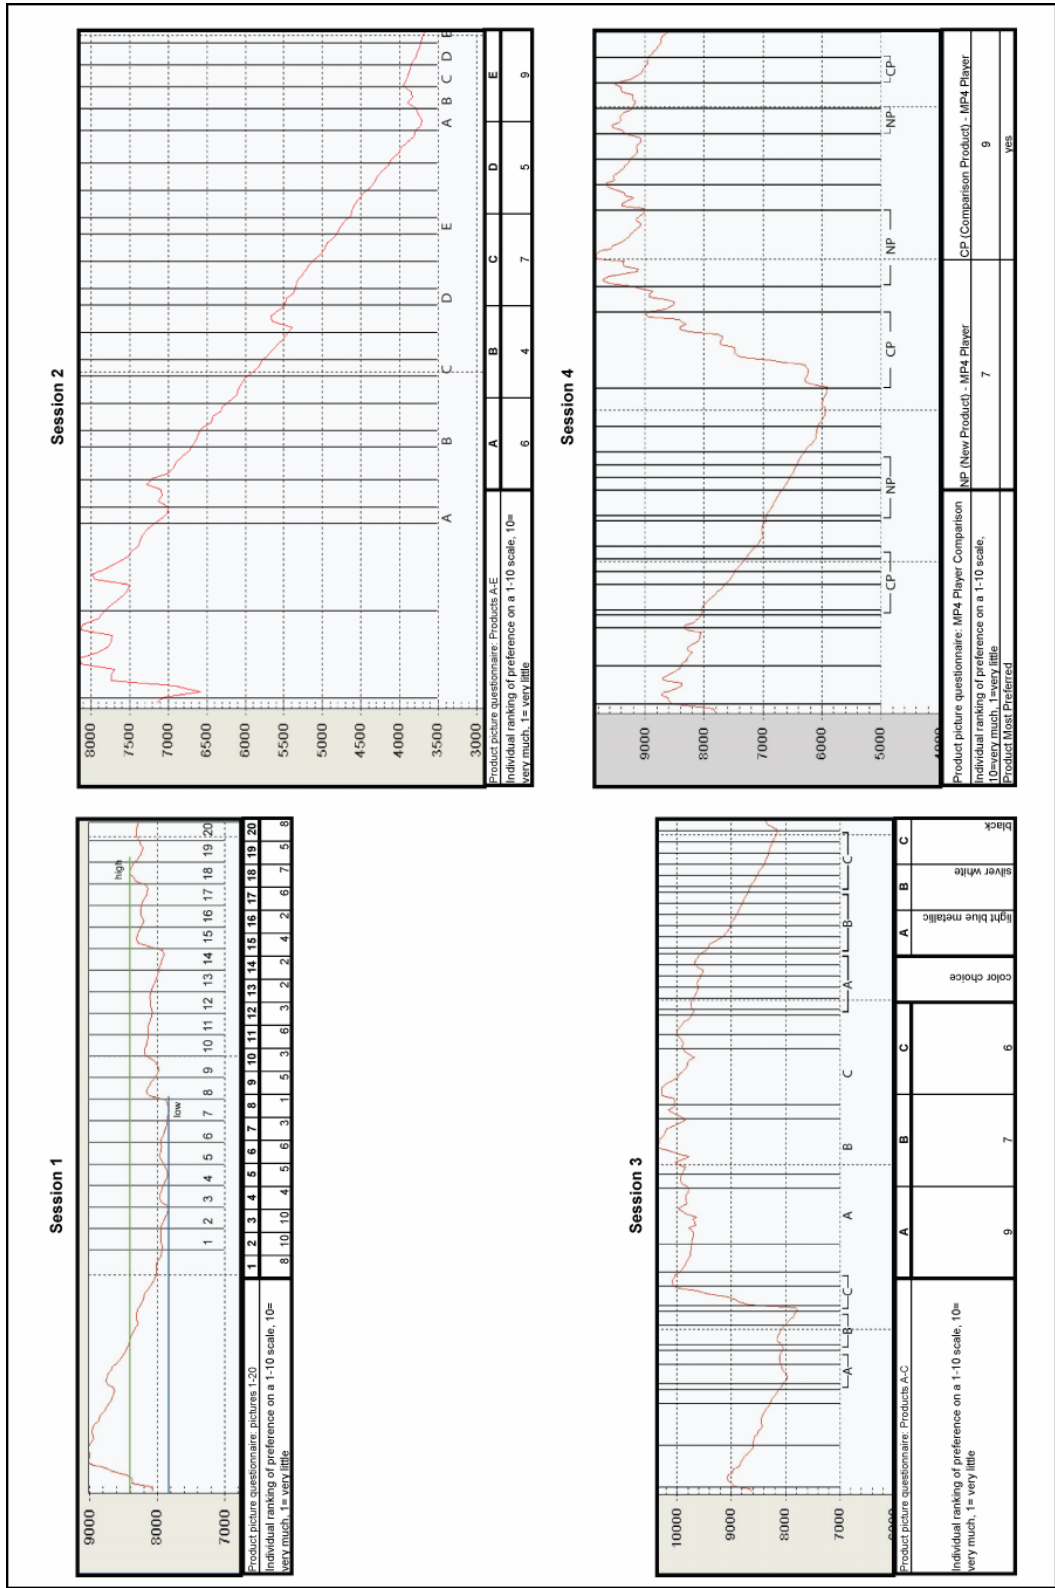 Session 1
9000
8000
7000
high
low
1 2 3 4 5 6 7 8 9 10 11 12 13 14 15 16 17 18 19 20
Product picture questionnaire: pictures 1-20 1 2 3 4 5 6 7 8 9 10 11 12 13 14 15 16 17 18 19 20
Individual ranking of preference on a 1-10 scale, 10= 8 10 10 4 5 6 3 1 5 3 6 3 2 2 4 2 6 7 5 8
very much, 1= very little
Session 2
8000
7500
7000
6500
6000
5500
5000
4500
4000
3500
3000
A B C D E A B C D E
Product picture questionnaire: Products A-E A B C D E
Individual ranking of preference on a 1-10 scale, 10= 6 4 7 5 9
very much, 1= very little
Session 3
10000
9000
8000
7000
A B C A B C A B C
Product picture questionnaire: Products A-C A B C color choice A B C
Individual ranking of preference on a 1-10 scale, 10= 9 7 6 light blue metallic silver white black
very much, 1= very little
Session 4
9000
8000
7000
6000
5000
4000
CP NP CP NP NP CP
Product picture questionnaire: MP4 Player Comparison NP (New Product) - MP4 Player CP (Comparison Product) - MP4 Player
Individual ranking of preference on a 1-10 scale, 7 9
10=very much, 1=very little
Product Most Preferred yes